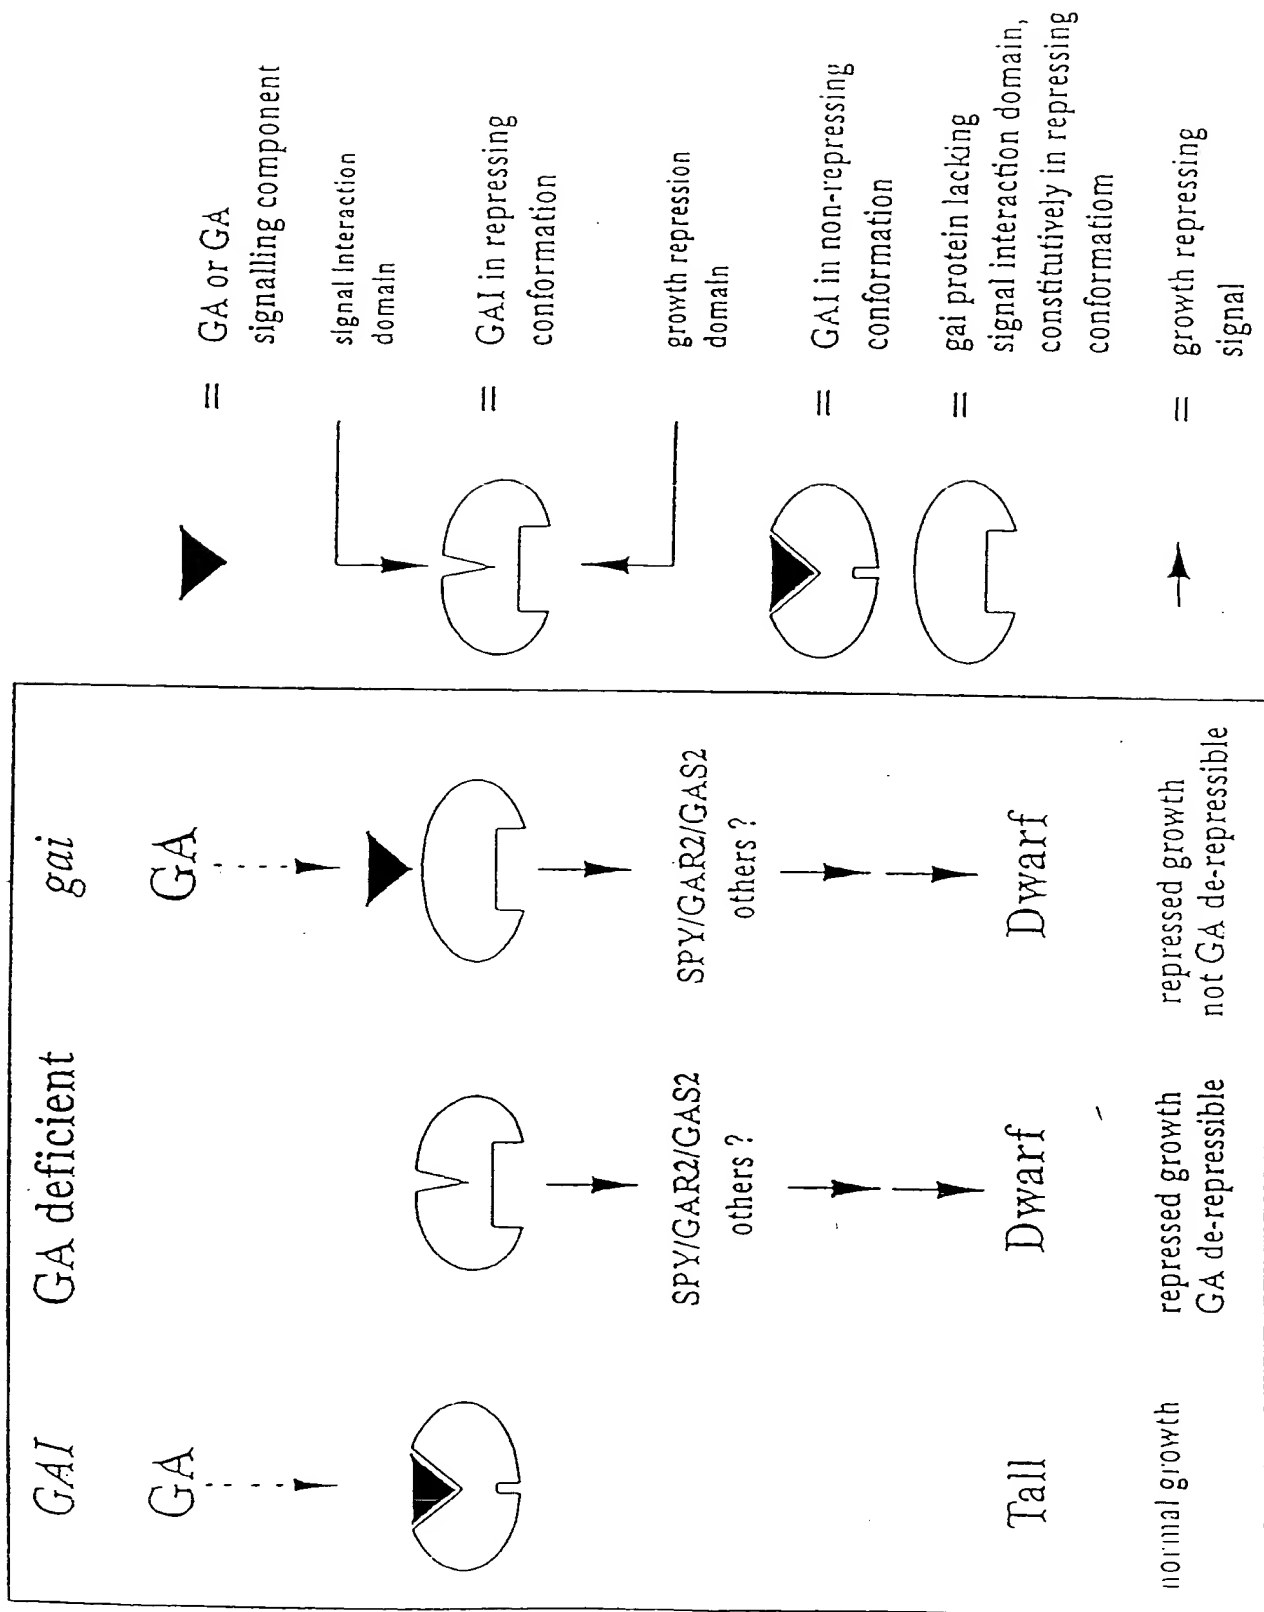 GAI
GA deficient
gai
GA
GA
SPY/GAR2/GAS2
others ?
SPY/GAR2/GAS2
others ?
Tall
Dwarf
Dwarf
normal growth
repressed growth
GA de-repressible
repressed growth
not GA de-repressible
= GA or GA
signalling component
signal interaction
domain
= GAI in repressing
conformation
growth repression
domain
= GAI in non-repressing
conformation
= gai protein lacking
signal interaction domain,
constitutively in repressing
conformatiom
= growth repressing
signal